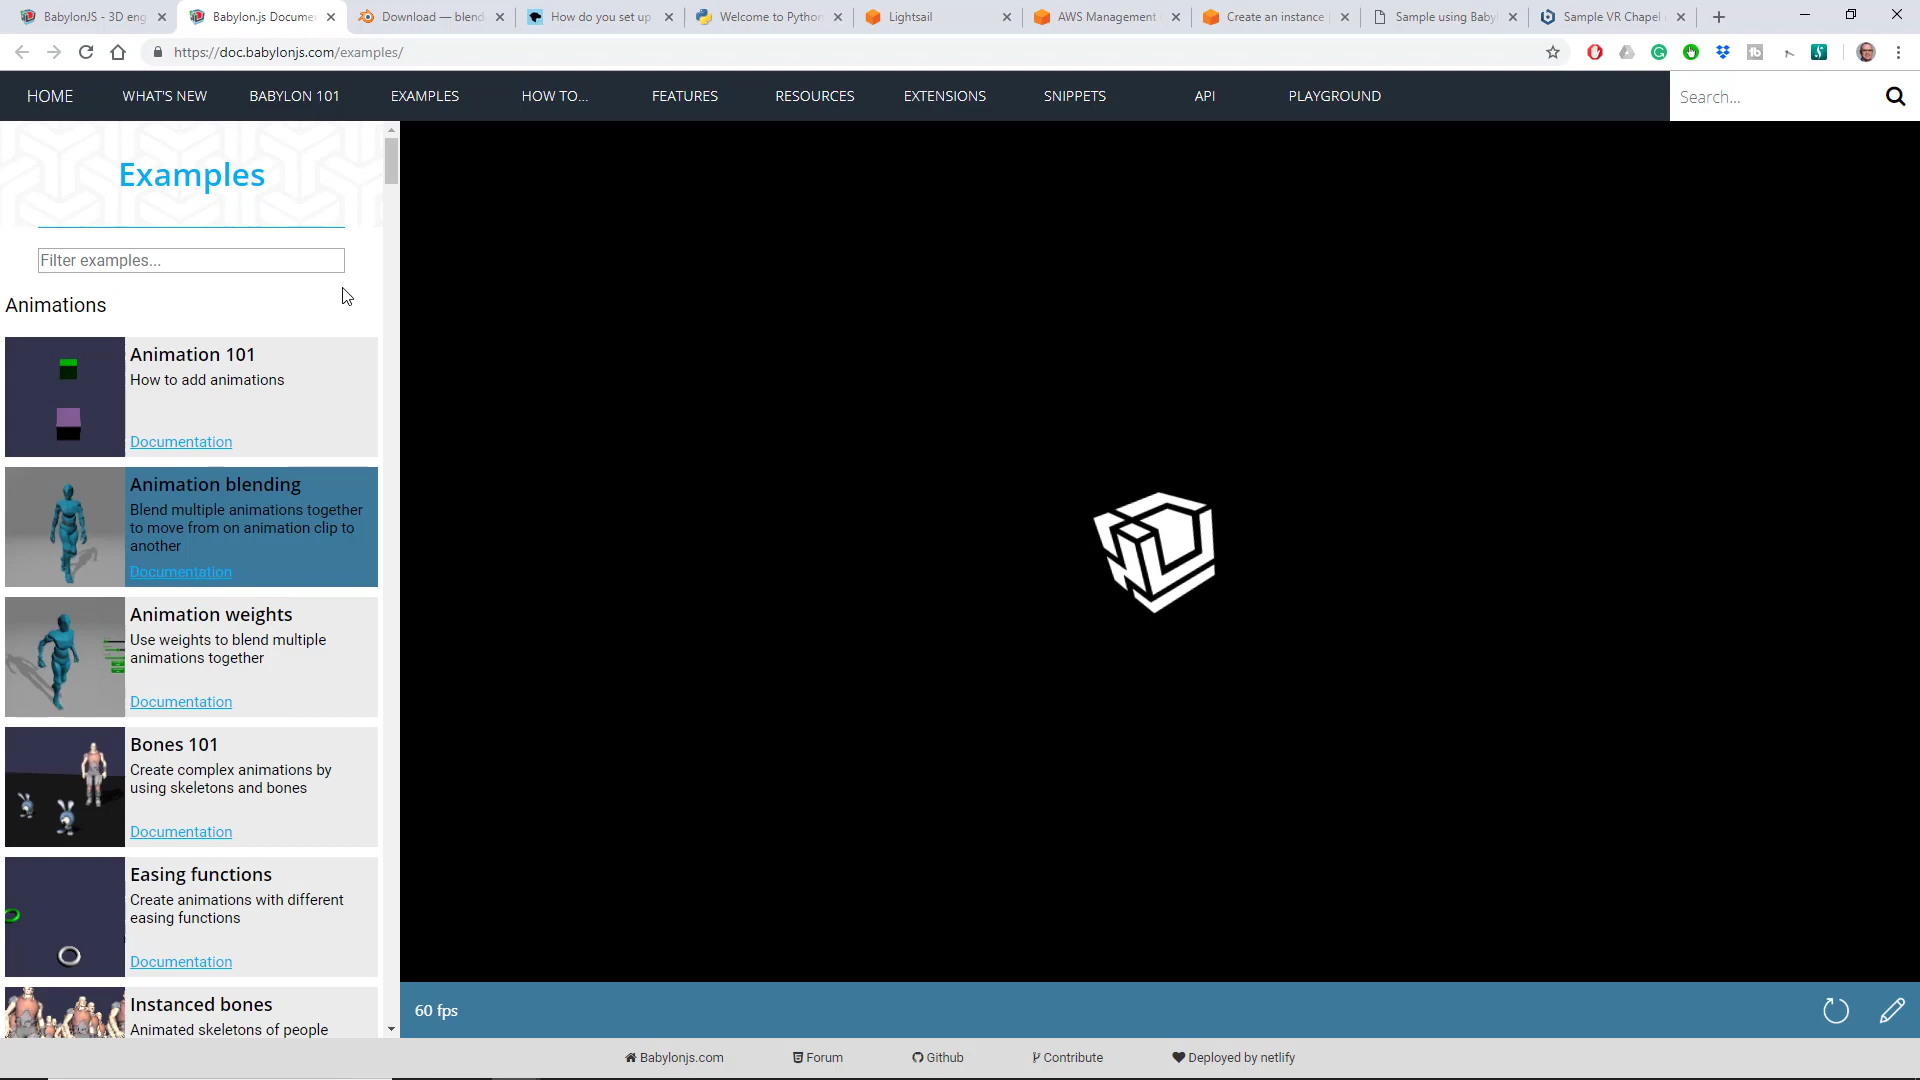 BabylonJS - 3D eng
Babylon.js Documen
Download — blend
How do you set up
Welcome to Python
Lightsail
AWS Management
Create an instance
Sample using Baby
Sample VR Chapel
https://doc.babylonjs.com/examples/
HOME
WHAT'S NEW
BABYLON 101
EXAMPLES
HOW TO...
FEATURES
RESOURCES
EXTENSIONS
SNIPPETS
API
PLAYGROUND
Search...
Examples
Filter examples...
Animations
Animation 101
How to add animations
Documentation
Animation blending
Blend multiple animations together
to move from on animation clip to
another
Documentation
Animation weights
Use weights to blend multiple
animations together
Documentation
Bones 101
Create complex animations by
using skeletons and bones
Documentation
Easing functions
Create animations with different
easing functions
Documentation
Instanced bones
Animated skeletons of people
60 fps
Babylonjs.com
Forum
Github
Contribute
Deployed by netlify